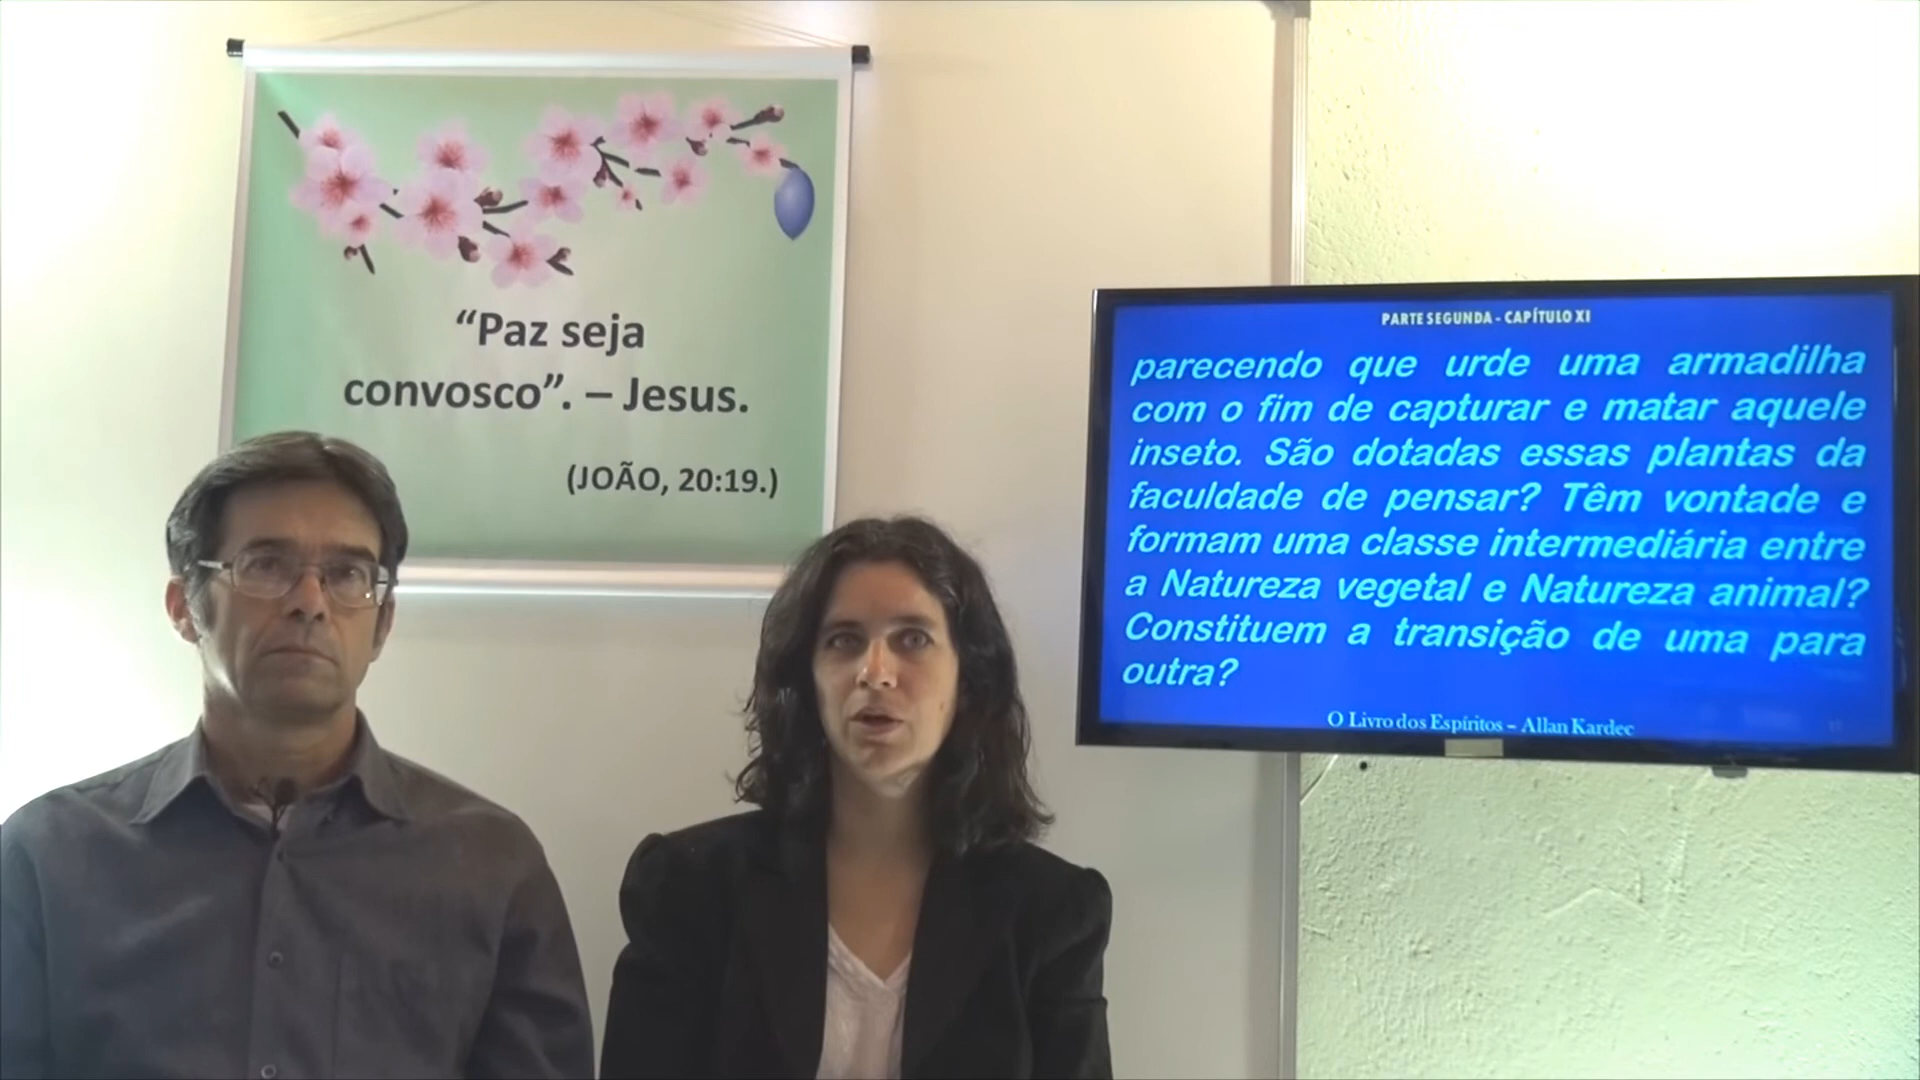 “Paz seja
convosco”. – Jesus.
(JOÃO, 20:19.)
PARTE SEGUNDA - CAPÍTULO XI
parecendo que urde uma armadilha
com o fim de capturar e matar aquele
inseto. São dotadas essas plantas da
faculdade de pensar? Têm vontade e
formam uma classe intermediária entre
a Natureza vegetal e Natureza animal?
Constituem a transição de uma para
outra?
O Livro dos Espíritos – Allan Kardec